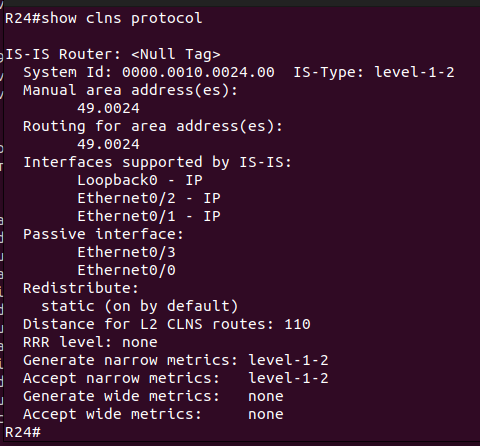 R24#show clns protocol
IS-IS Router: <Null Tag>
System Id: 0000.0010.0024.00  IS-Type: level-1-2
Manual area address(es):
49.0024
Routing for area address(es):
49.0024
Interfaces supported by IS-IS:
Loopback0 - IP
Ethernet0/2 - IP
Ethernet0/1 - IP
Passive interface:
Ethernet0/3
Ethernet0/0
Redistribute:
static (on by default)
Distance for L2 CLNS routes: 110
RRR level: none
Generate narrow metrics: level-1-2
Accept narrow metrics:   level-1-2
Generate wide metrics:   none
Accept wide metrics:     none
R24#